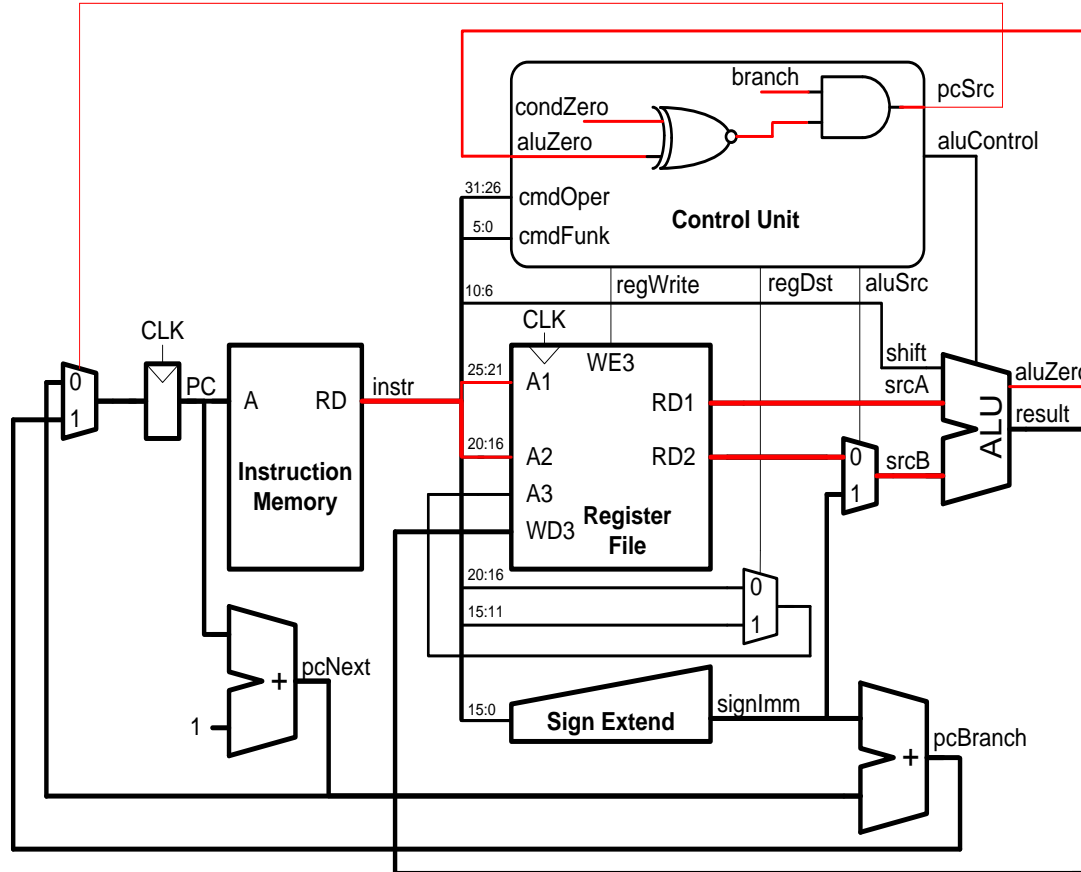 branch
pcSrc
condZero
aluZero
aluControl
31:26
cmdOper
Control Unit
5:0
cmdFunk
regWrite
regDst
aluSrc
10:6
CLK
CLK
WE3
shift
0
1
PC
A
RD
instr
25:21
A1
RD1
srcA
aluZero
result
ALU
20:16
A2
RD2
0
1
srcB
Instruction
Memory
A3
WD3
Register
File
20:16
0
15:11
1
pcNext
+
1
15:0
Sign Extend
signImm
pcBranch
+